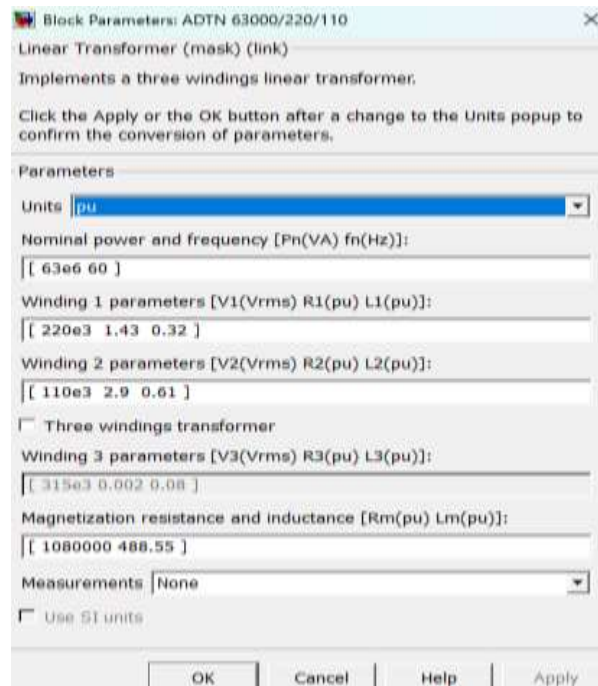 Block Parameters: ADTN 63000/220/110
Linear Transformer (mask) (link)
Implements a three windings linear transformer.
Click the Apply or the OK button after a change to the Units popup to
confirm the conversion of parameters.
Parameters
Units pu
Nominal power and frequency [Pn(VA) fn(Hz)]:
[ 63e6 60 ]
Winding 1 parameters [V1(Vrms) R1(pu) L1(pu)]:
[ 220e3 1.43 0.32 ]
Winding 2 parameters [V2(Vrms) R2(pu) L2(pu)]:
[ 110e3 2.9 0.61 ]
Three windings transformer
Winding 3 parameters [V3(Vrms) R3(pu) L3(pu)]:
[ 315e3 0.002 0.08 ]
Magnetization resistance and inductance [Rm(pu) Lm(pu)]:
[ 1080000 488.55 ]
Measurements None
Use SI units
OK Cancel Help Apply